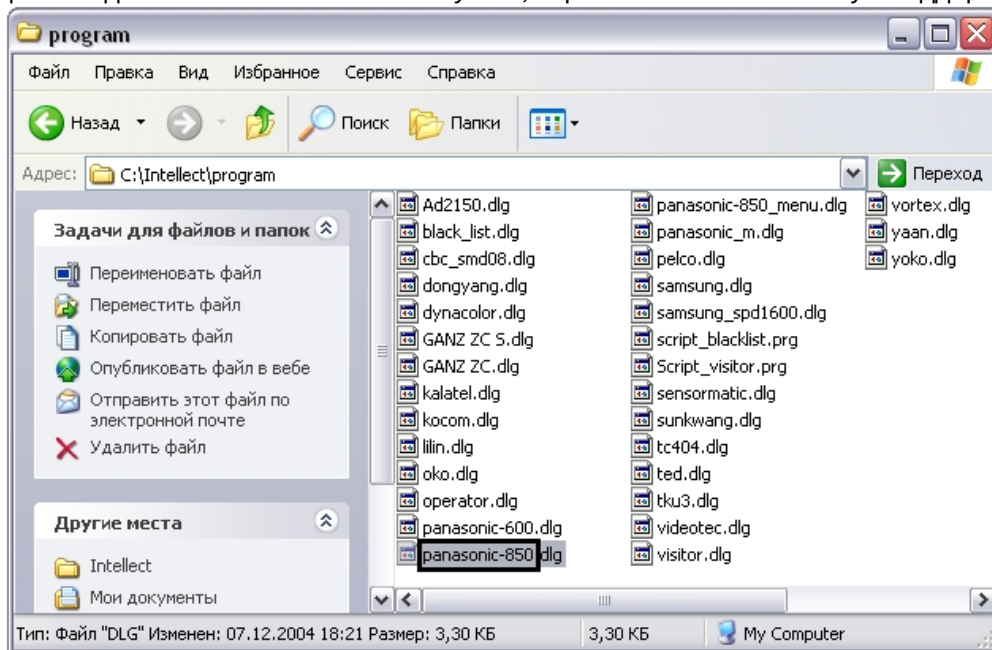 program
Файл Правка Вид Избранное Сервис Справка
Назад Поиск Папки
Адрес: C:\Intellect\program Переход
Задачи для файлов и папок
Переименовать файл
Переместить файл
Копировать файл
Опубликовать файл в вебе
Отправить этот файл по
электронной почте
Удалить файл
Другие места
Intellect
Мои документы
Ad2150.dlg
black_list.dlg
cbc_smd08.dlg
dongyang.dlg
dynacolor.dlg
GANZ ZC S.dlg
GANZ ZC.dlg
kalatel.dlg
kocom.dlg
lilin.dlg
oko.dlg
operator.dlg
panasonic-600.dlg
panasonic-850.dlg
panasonic-850_menu.dlg
panasonic_m.dlg
pelco.dlg
samsung.dlg
samsung_spd1600.dlg
script_blacklist.prg
Script_visitor.prg
sensormatic.dlg
sunkwang.dlg
tc404.dlg
ted.dlg
tku3.dlg
videotec.dlg
visitor.dlg
vortex.dlg
yaan.dlg
yoko.dlg
Тип: Файл "DLG" Изменен: 07.12.2004 18:21 Размер: 3,30 КБ 3,30 КБ My Computer